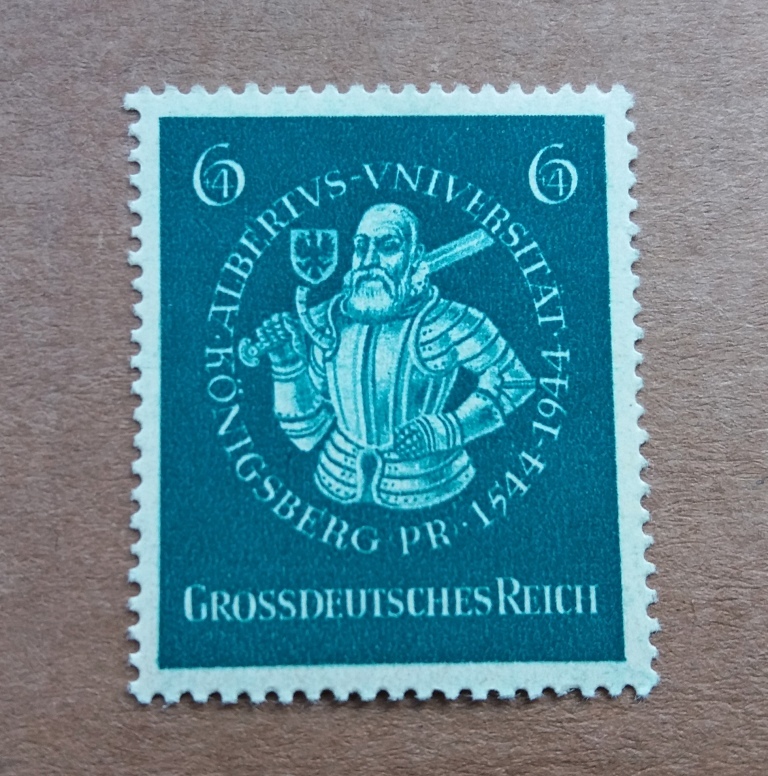 6+4 6+4
ALBERTVS-VNIVERSITÄT·
KÖNIGSBERG PR·1544-1944
GROSSDEUTSCHES REICH